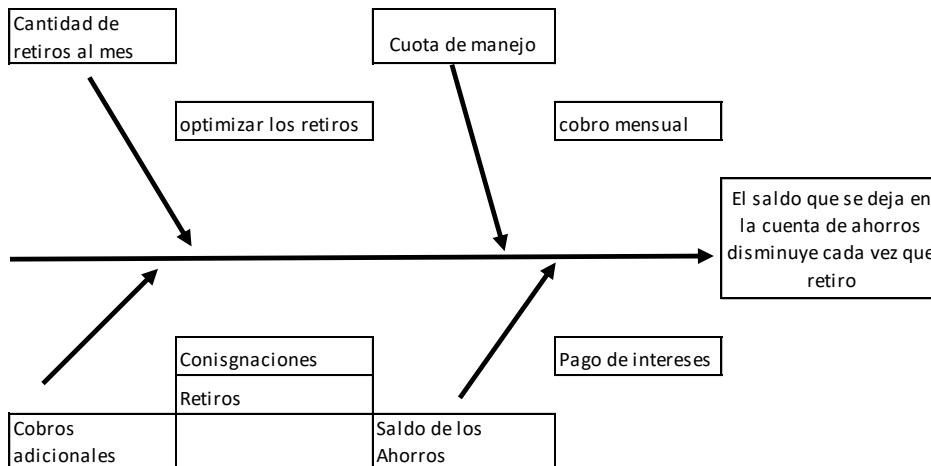 Cantidad de
retiros al mes
Cuota de manejo
optimizar los retiros
cobro mensual
El saldo que se deja en
la cuenta de ahorros
disminuye cada vez que
retiro
Conisgnaciones
Pago de intereses
Retiros
Cobros
adicionales
Saldo de los
Ahorros